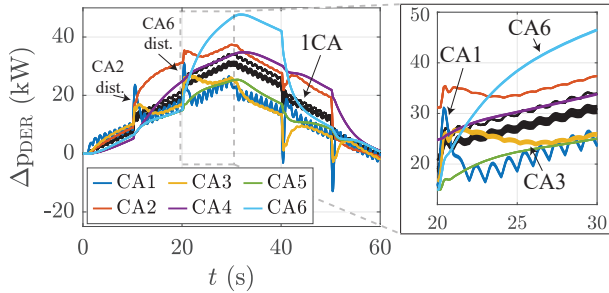 CA6
dist.
CA2
dist.
1CA
40
20
0
-20
Δp_DER (kW)
CA1 CA3 CA5
CA2 CA4 CA6
0 20 40 60
t (s)
50
40
30
20
CA6
CA1
CA3
20 25 30